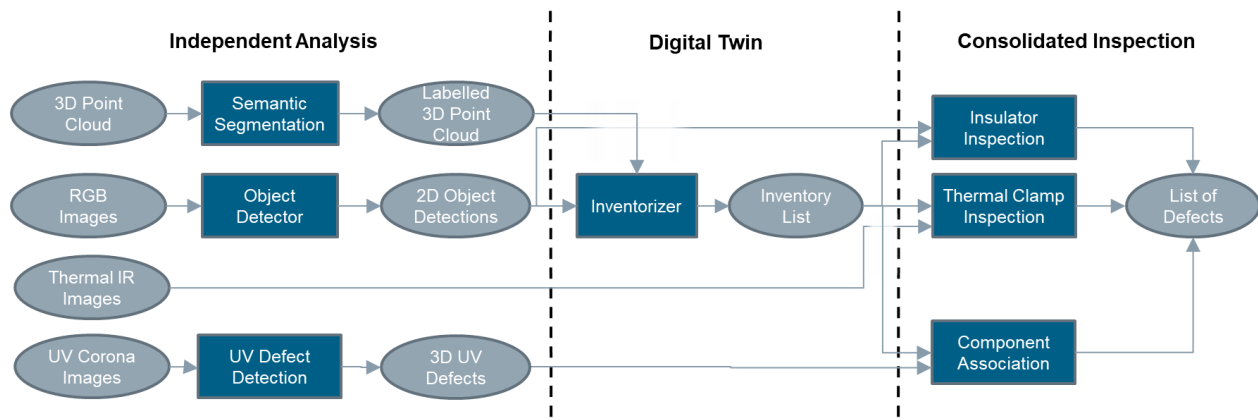 Independent Analysis
Digital Twin
Consolidated Inspection
3D Point
Cloud
Semantic
Segmentation
Labelled
3D Point
Cloud
Insulator
Inspection
RGB
Images
Object
Detector
2D Object
Detections
Inventorizer
Inventory
List
Thermal Clamp
Inspection
List of
Defects
Thermal IR
Images
UV Corona
Images
UV Defect
Detection
3D UV
Defects
Component
Association